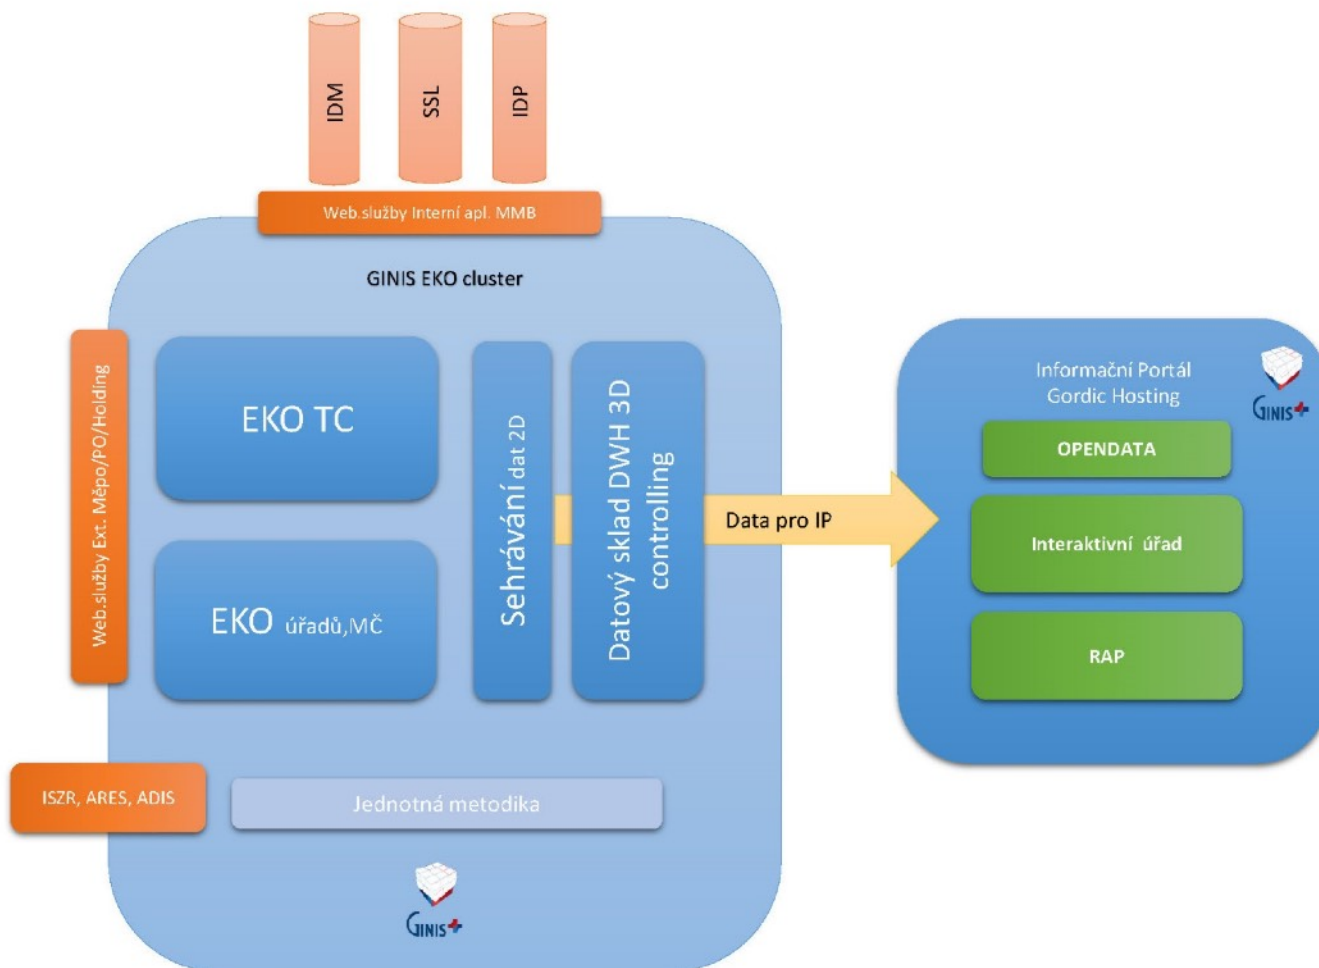 IDM
SSL
IDP
Web.služby Interní apl. MMB
GINIS EKO cluster
Web.služby Ext. Měpo/PO/Holding
EKO TC
EKO úřadů,MČ
Sehrávání dat 2D
Datový sklad DWH 3D
controlling
Data pro IP
ISZR, ARES, ADIS
Jednotná metodika
GINIS+
Informační Portál
Gordic Hosting
GINIS+
OPENDATA
Interaktivní úřad
RAP